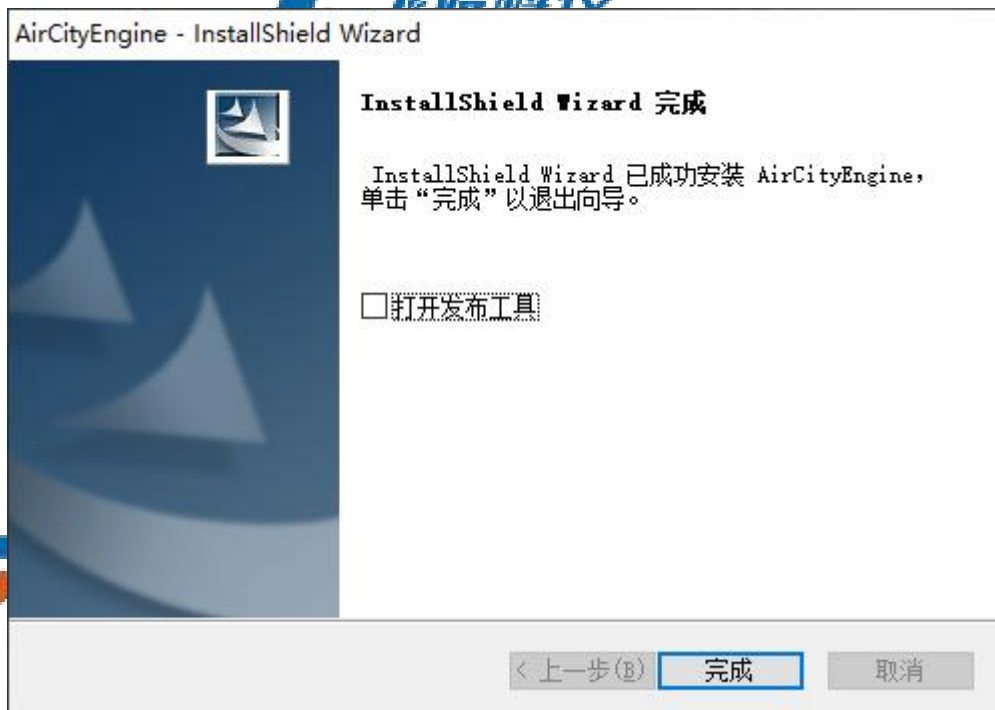 AirCityEngine - InstallShield Wizard
InstallShield Wizard 完成
InstallShield Wizard 已成功安装 AirCityEngine，
单击“完成”以退出向导。
打开发布工具
< 上一步(B)
完成
取消